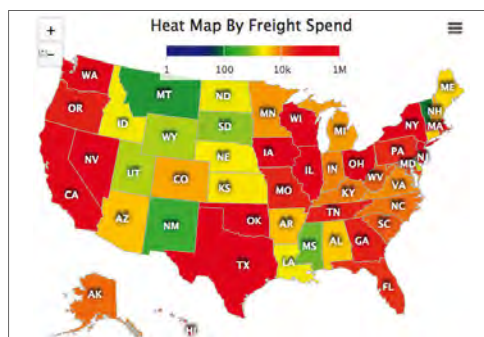 Heat Map By Freight Spend
+
−
1 100 10k 1M
WA
MT
ND
ME
OR
ID
SD
MN
WI
MI
NH
NY
MA
WY
NE
IA
PA
NJ
NV
UT
CO
KS
IL
IN
OH
MD
WV
VA
CA
MO
KY
AZ
NM
OK
AR
TN
NC
SC
TX
MS
AL
GA
LA
FL
AK
HI